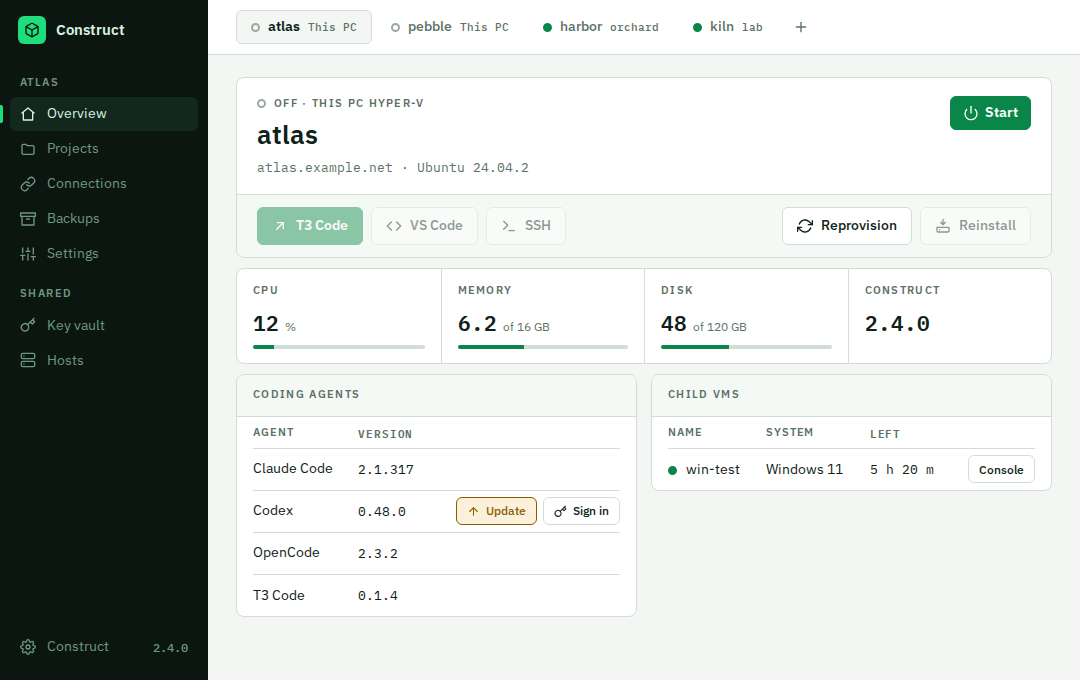 Construct
atlas This PC
pebble This PC
harbor orchard
kiln lab
ATLAS
Overview
Projects
Connections
Backups
Settings
SHARED
Key vault
Hosts
Construct 2.4.0
OFF · THIS PC HYPER-V
atlas
atlas.example.net · Ubuntu 24.04.2
Start
T3 Code
VS Code
SSH
Reprovision
Reinstall
CPU
12 %
MEMORY
6.2 of 16 GB
DISK
48 of 120 GB
CONSTRUCT
2.4.0
CODING AGENTS
AGENT VERSION
Claude Code 2.1.317
Codex 0.48.0 Update Sign in
OpenCode 2.3.2
T3 Code 0.1.4
CHILD VMS
NAME SYSTEM LEFT
win-test Windows 11 5 h 20 m Console